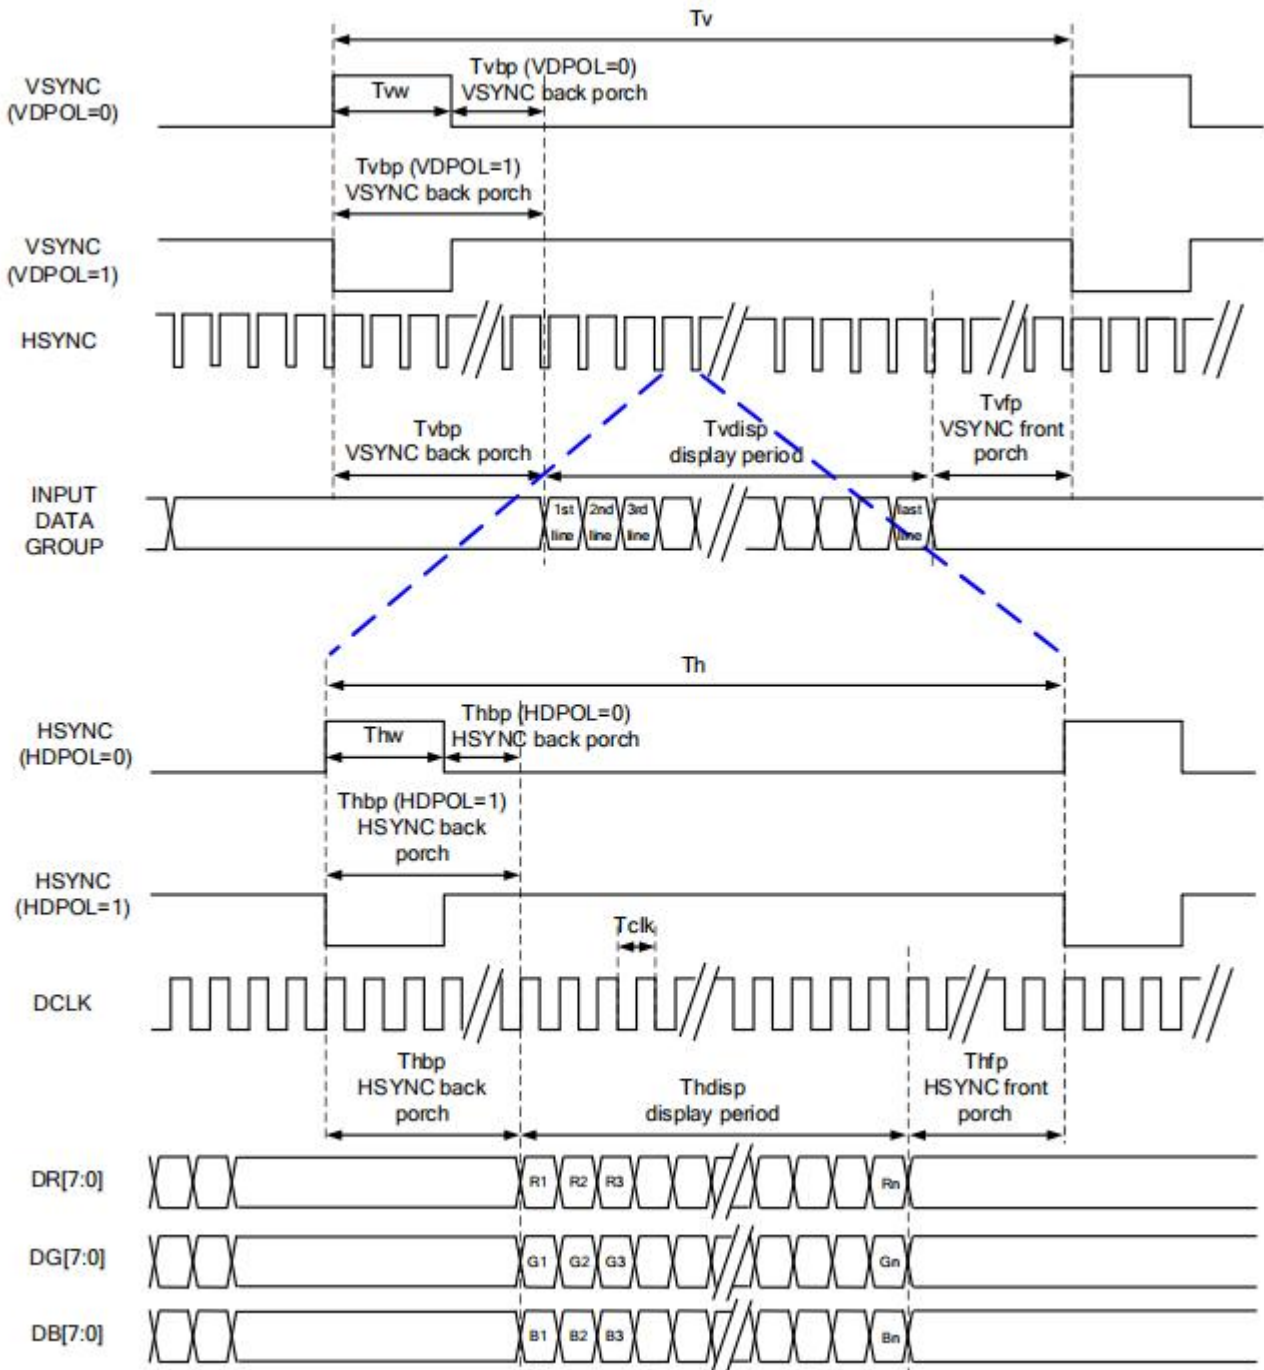 Tv
VSYNC
(VDPOL=0)
Tvw
Tvbp (VDPOL=0)
VSYNC back porch
Tvbp (VDPOL=1)
VSYNC back porch
VSYNC
(VDPOL=1)
HSYNC
Tvbp
VSYNC back porch
Tvdisp
display period
Tvfp
VSYNC front
porch
INPUT
DATA
GROUP
1st
line
2nd
line
3rd
line
last
line
Th
HSYNC
(HDPOL=0)
Thw
Thbp (HDPOL=0)
HSYNC back porch
Thbp (HDPOL=1)
HSYNC back
porch
HSYNC
(HDPOL=1)
Tclk
DCLK
Thbp
HSYNC back
porch
Thdisp
display period
Thfp
HSYNC front
porch
DR[7:0]
R1 R2 R3 Rn
DG[7:0]
G1 G2 G3 Gn
DB[7:0]
B1 B2 B3 Bn